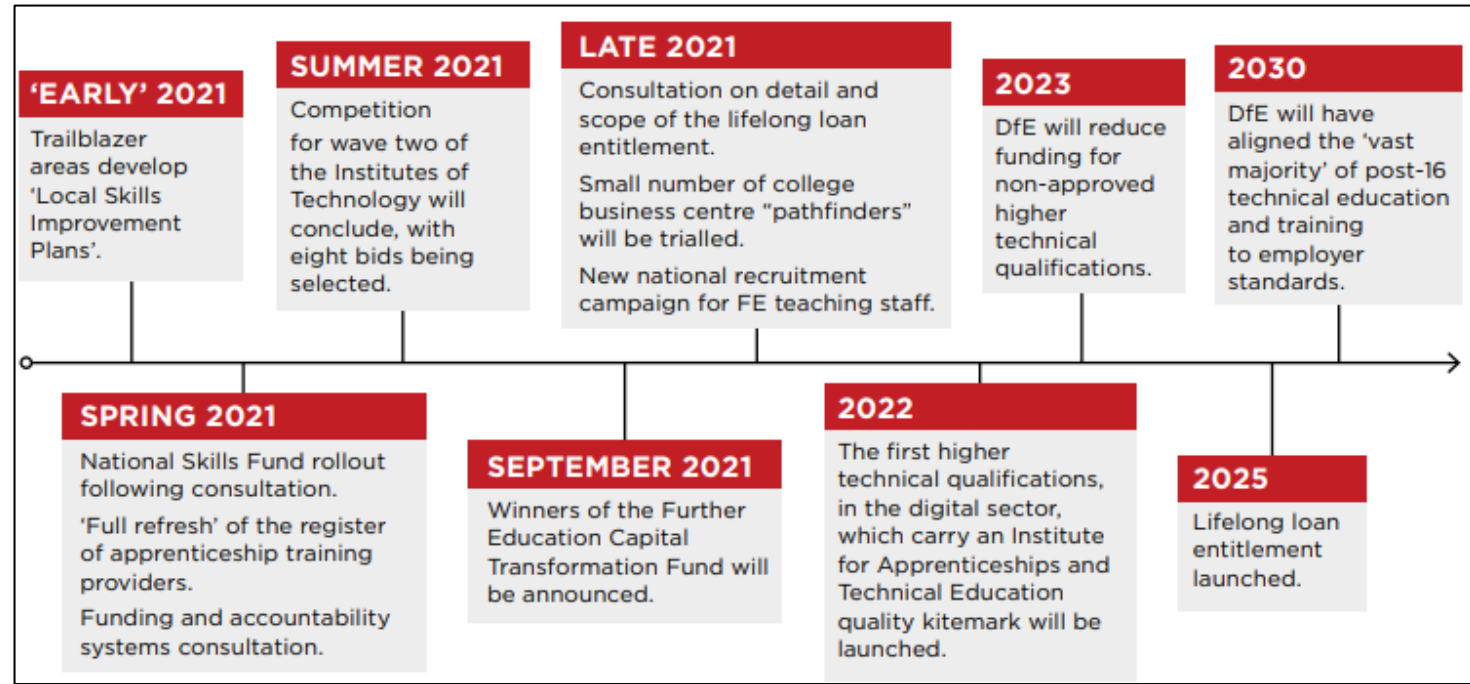 ‘EARLY’ 2021
Trailblazer
areas develop
‘Local Skills
Improvement
Plans’.
SPRING 2021
National Skills Fund rollout
following consultation.
‘Full refresh’ of the register
of apprenticeship training
providers.
Funding and accountability
systems consultation.
SUMMER 2021
Competition
for wave two of
the Institutes of
Technology will
conclude, with
eight bids being
selected.
SEPTEMBER 2021
Winners of the Further
Education Capital
Transformation Fund will
be announced.
LATE 2021
Consultation on detail and
scope of the lifelong loan
entitlement.
Small number of college
business centre “pathfinders”
will be trialled.
New national recruitment
campaign for FE teaching staff.
2022
The first higher
technical qualifications,
in the digital sector,
which carry an Institute
for Apprenticeships and
Technical Education
quality kitemark will be
launched.
2023
DfE will reduce
funding for
non-approved
higher
technical
qualifications.
2025
Lifelong loan
entitlement
launched.
2030
DfE will have
aligned the ‘vast
majority’ of post-16
technical education
and training
to employer
standards.